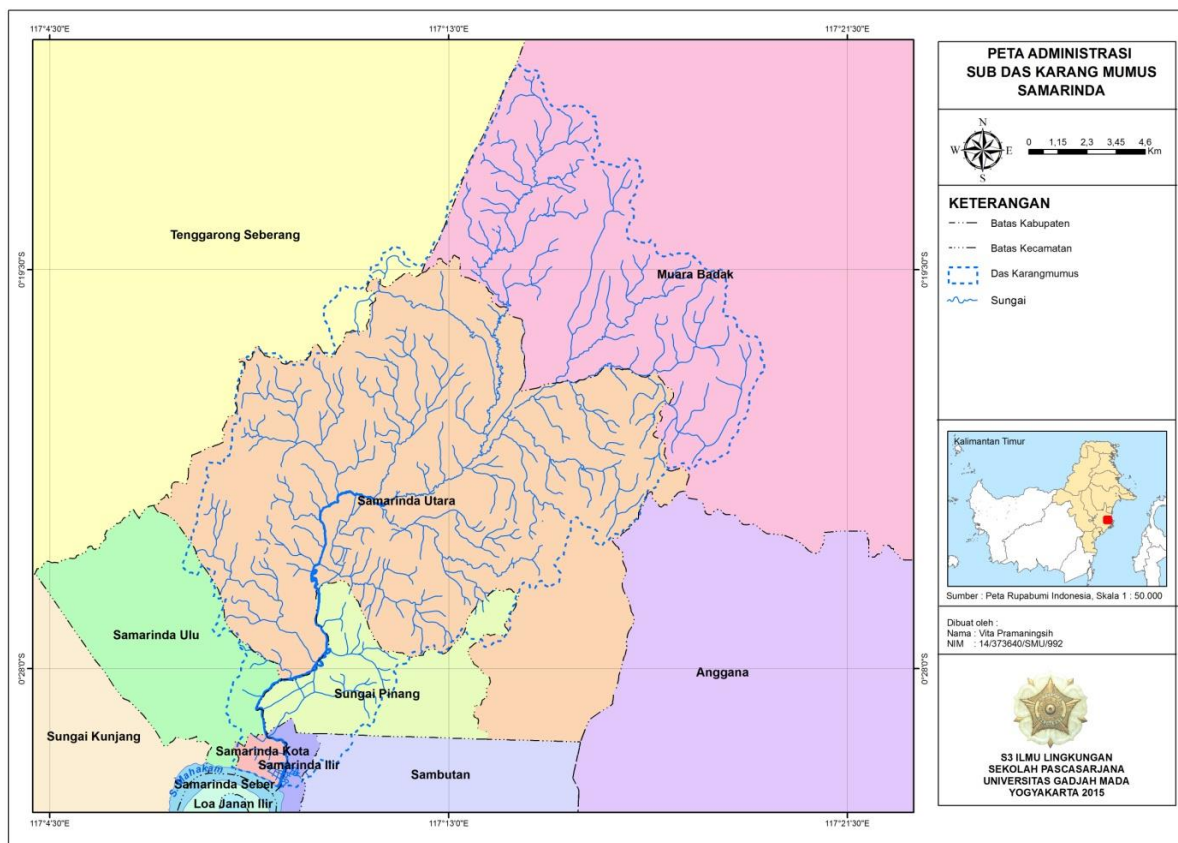 117°4'30"E
117°13'0"E
117°21'30"E
0°19'30"S
0°28'0"S
Tenggarong Seberang
Muara Badak
Samarinda Utara
Samarinda Ulu
Sungai Pinang
Anggana
Sungai Kunjang
Samarinda Kota
Samarinda Ilir
Sambutan
S. Mahakam
Samarinda Seber
Loa Janan Ilir
0°19'30"S
0°28'0"S
117°4'30"E
117°13'0"E
117°21'30"E
PETA ADMINISTRASI
SUB DAS KARANG MUMUS
SAMARINDA
N
W E
S
0 1,15 2,3 3,45 4,6
Km
KETERANGAN
Batas Kabupaten
Batas Kecamatan
Das Karangmumus
Sungai
Kalimantan Timur
Sumber : Peta Rupabumi Indonesia, Skala 1 : 50.000
Dibuat oleh :
Nama : Vita Pramaningsih
NIM : 14/373640/SMU/992
S3 ILMU LINGKUNGAN
SEKOLAH PASCASARJANA
UNIVERSITAS GADJAH MADA
YOGYAKARTA 2015